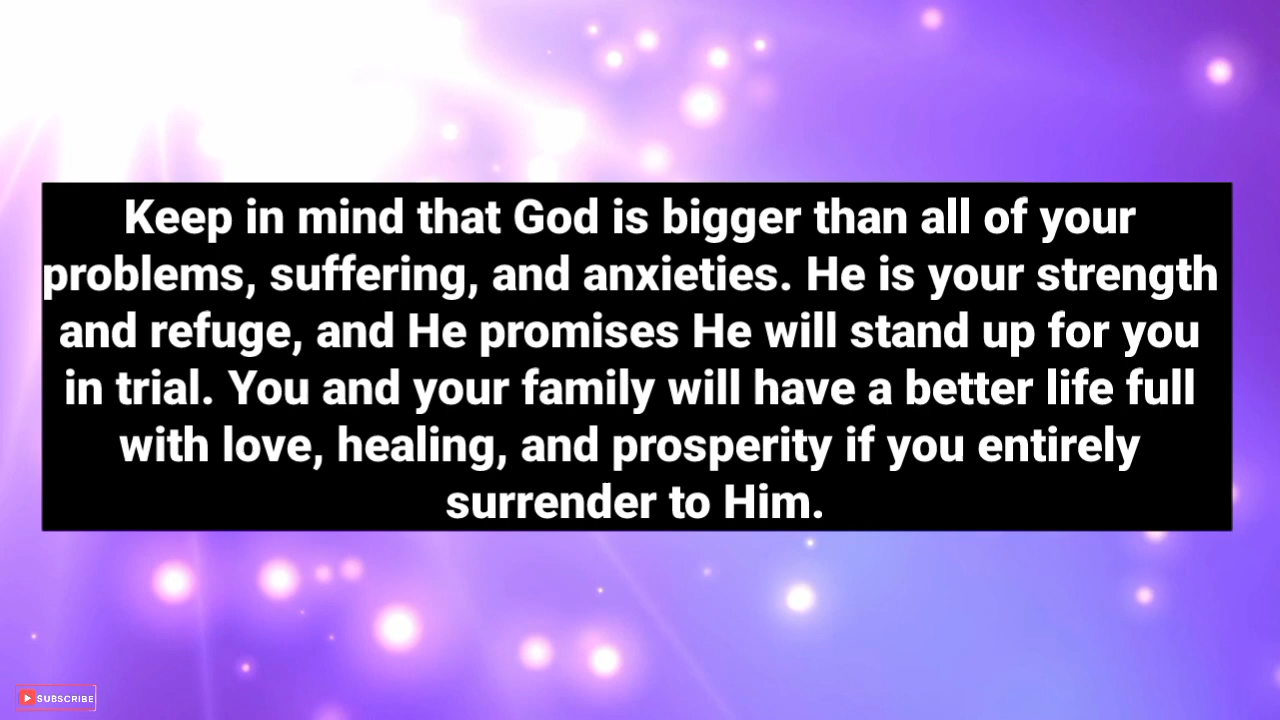 Keep in mind that God is bigger than all of your
problems, suffering, and anxieties. He is your strength
and refuge, and He promises He will stand up for you
in trial. You and your family will have a better life full
with love, healing, and prosperity if you entirely
surrender to Him.
SUBSCRIBE